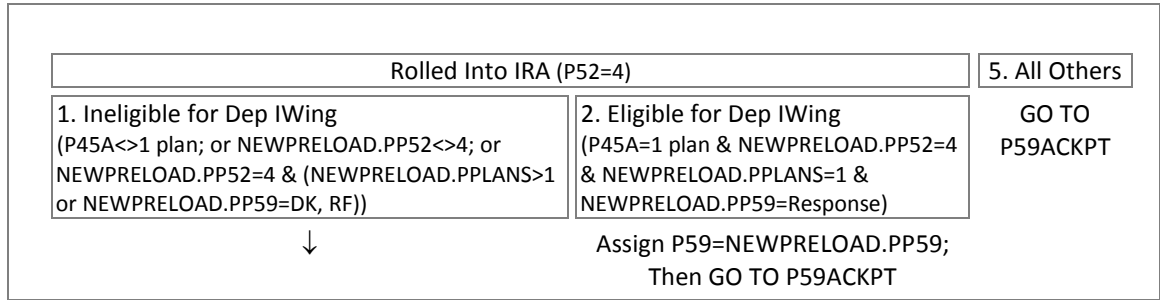 Rolled Into IRA (P52=4)
5. All Others
1. Ineligible for Dep IWing
(P45A<>1 plan; or NEWPRELOAD.PP52<>4; or
NEWPRELOAD.PP52=4 & (NEWPRELOAD.PPLANS>1
or NEWPRELOAD.PP59=DK, RF))
↓
2. Eligible for Dep IWing
(P45A=1 plan & NEWPRELOAD.PP52=4
& NEWPRELOAD.PPLANS=1 &
NEWPRELOAD.PP59=Response)
Assign P59=NEWPRELOAD.PP59;
Then GO TO P59ACKPT
GO TO
P59ACKPT